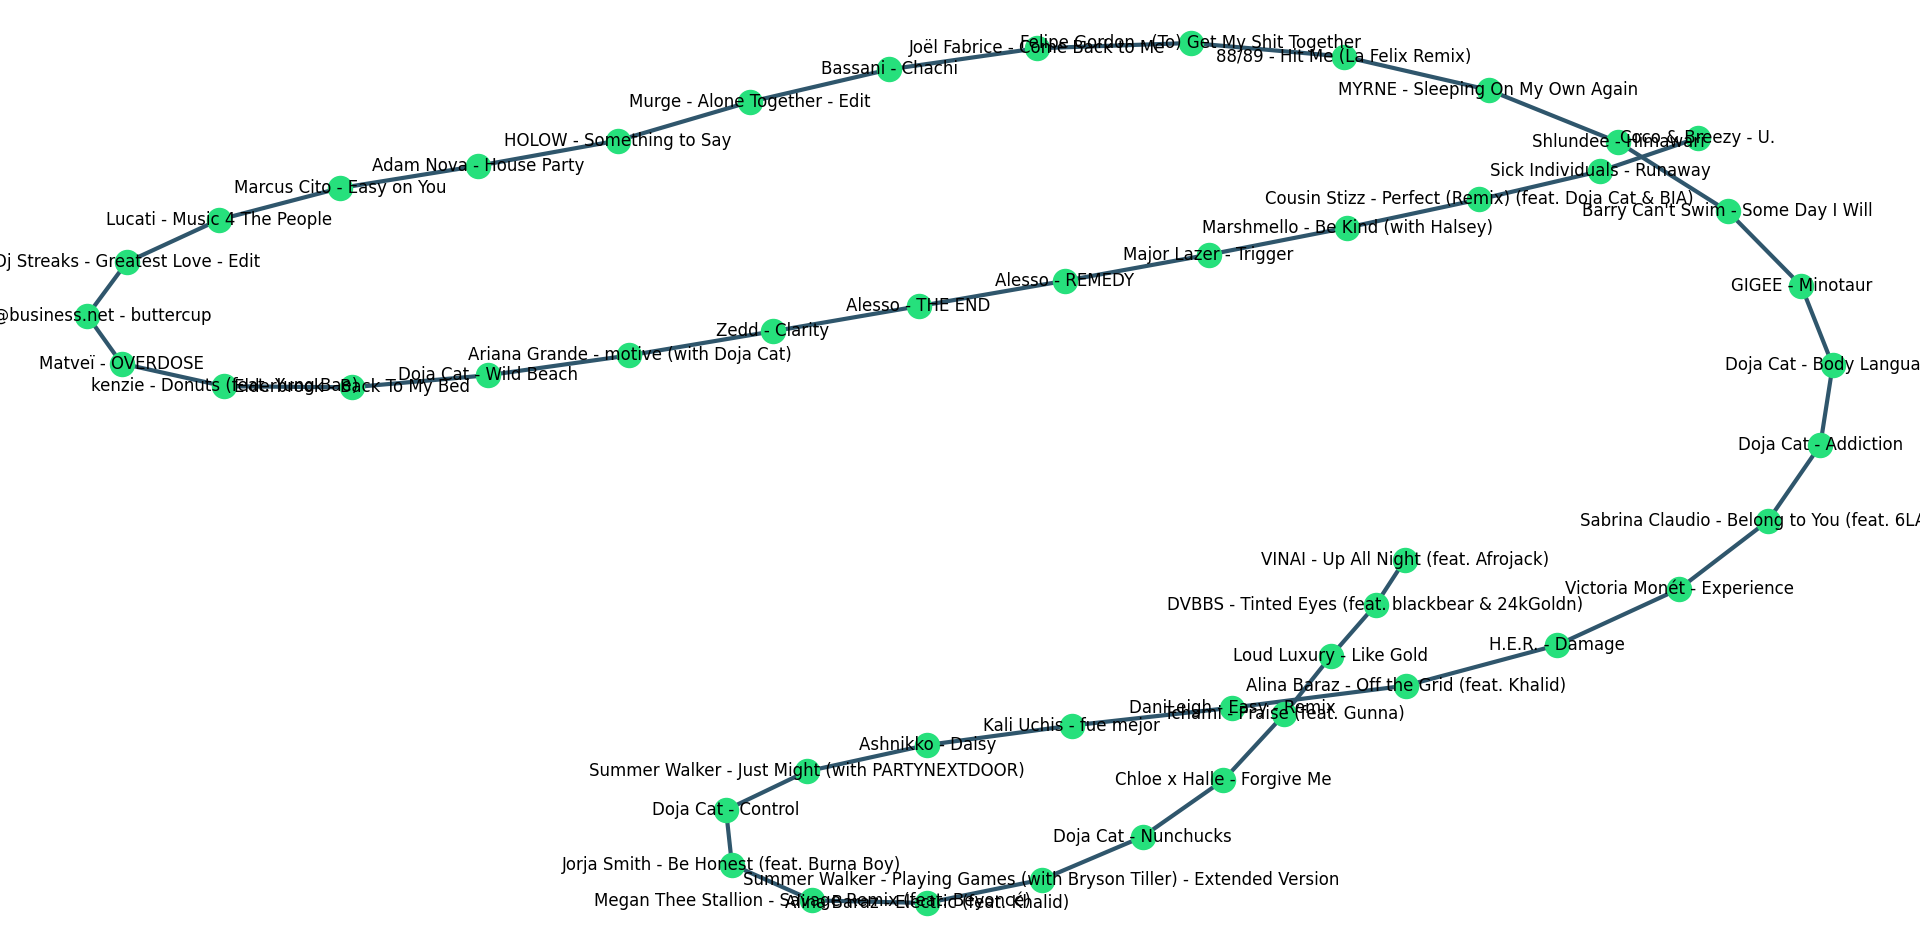 Felipe Gordon - (To) Get My Shit Together
Joël Fabrice - Come Back to Me
88/89 - Hit Me (La Felix Remix)
Bassani - Chachi
MYRNE - Sleeping On My Own Again
Murge - Alone Together - Edit
Coco & Breezy - U.
Shlundee - Himawari
HOLOW - Something to Say
Adam Nova - House Party
Sick Individuals - Runaway
Marcus Cito - Easy on You
Cousin Stizz - Perfect (Remix) (feat. Doja Cat & BIA)
Barry Can't Swim - Some Day I Will
Lucati - Music 4 The People
Marshmello - Be Kind (with Halsey)
Major Lazer - Trigger
Dj Streaks - Greatest Love - Edit
Alesso - REMEDY
GIGEE - Minotaur
Alesso - THE END
@business.net - buttercup
Zedd - Clarity
Ariana Grande - motive (with Doja Cat)
Matveï - OVERDOSE
Doja Cat - Body Langua
Doja Cat - Wild Beach
kenzie - Donuts (feat. Yung Bae)
Elderbrook - Back To My Bed
Doja Cat - Addiction
Sabrina Claudio - Belong to You (feat. 6LA
VINAI - Up All Night (feat. Afrojack)
Victoria Monét - Experience
DVBBS - Tinted Eyes (feat. blackbear & 24kGoldn)
H.E.R. - Damage
Loud Luxury - Like Gold
Alina Baraz - Off the Grid (feat. Khalid)
DaniLeigh - Easy - Remix
Tchami - Praise (feat. Gunna)
Kali Uchis - fue mejor
Ashnikko - Daisy
Summer Walker - Just Might (with PARTYNEXTDOOR)
Chloe x Halle - Forgive Me
Doja Cat - Control
Doja Cat - Nunchucks
Jorja Smith - Be Honest (feat. Burna Boy)
Summer Walker - Playing Games (with Bryson Tiller) - Extended Version
Megan Thee Stallion - Savage Remix (feat. Beyoncé)
Alina Baraz - Electric (feat. Khalid)